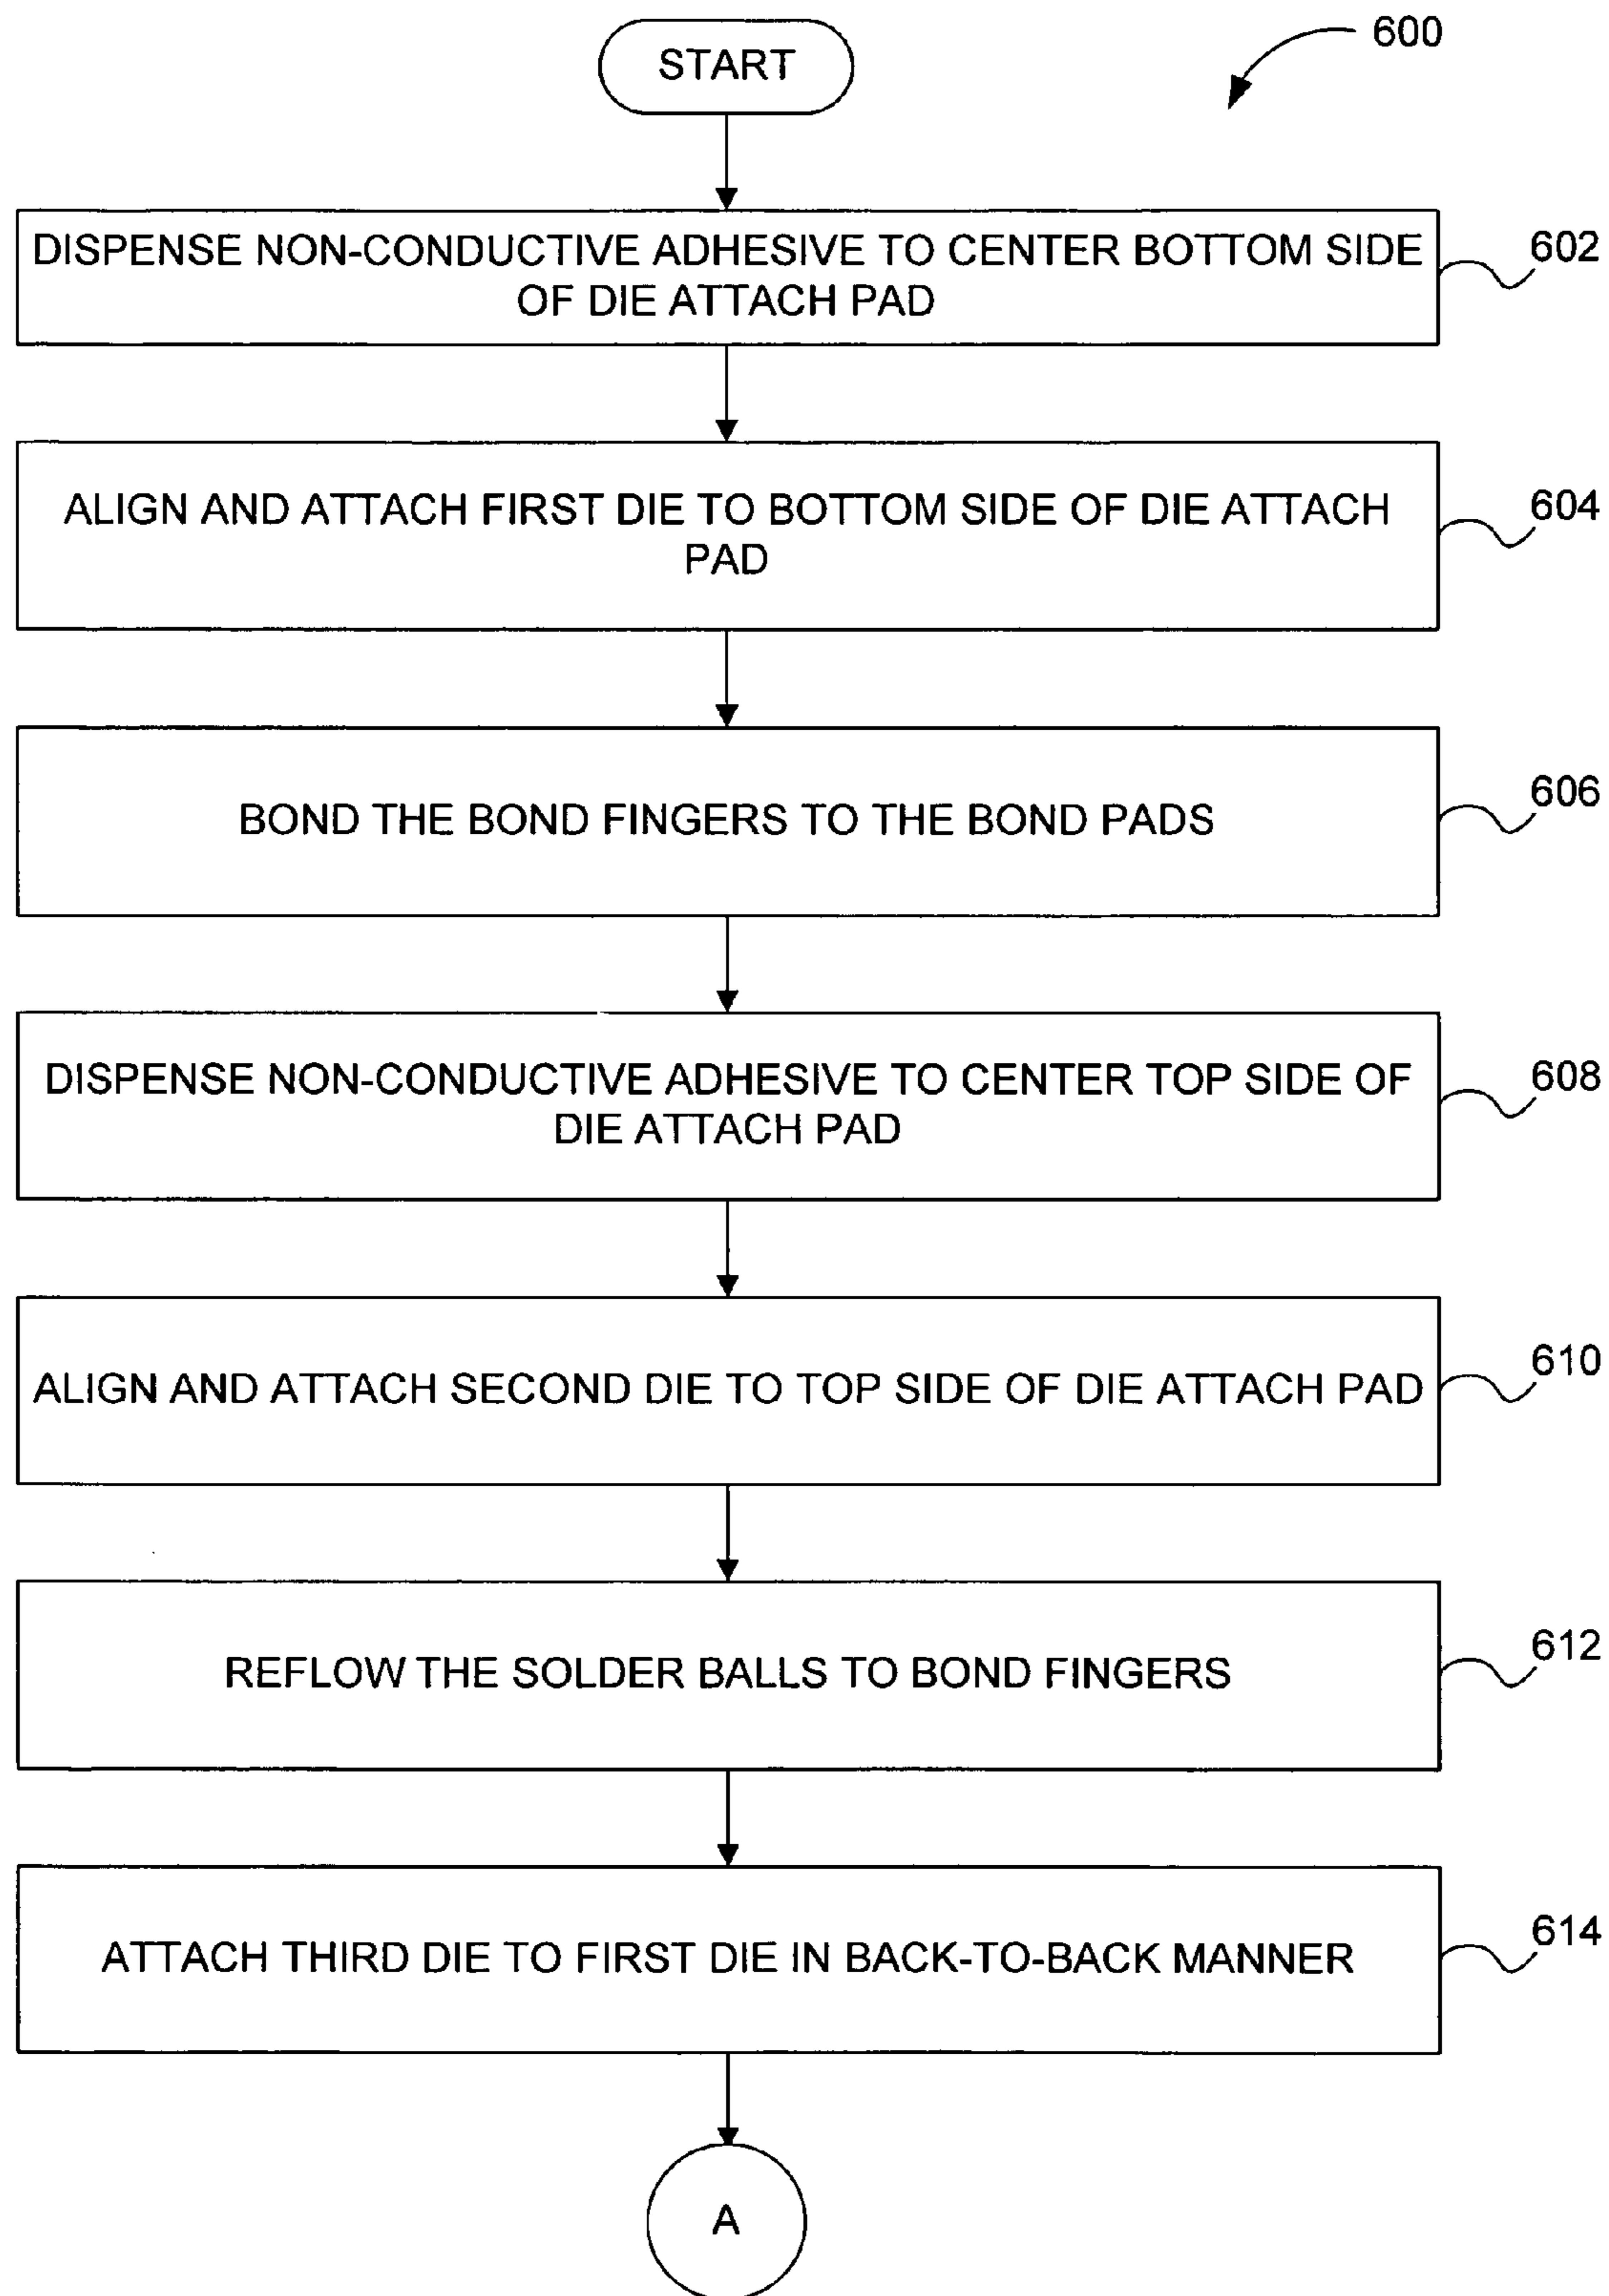 START
600
DISPENSE NON-CONDUCTIVE ADHESIVE TO CENTER BOTTOM SIDE
OF DIE ATTACH PAD
602
ALIGN AND ATTACH FIRST DIE TO BOTTOM SIDE OF DIE ATTACH
PAD
604
BOND THE BOND FINGERS TO THE BOND PADS
606
DISPENSE NON-CONDUCTIVE ADHESIVE TO CENTER TOP SIDE OF
DIE ATTACH PAD
608
ALIGN AND ATTACH SECOND DIE TO TOP SIDE OF DIE ATTACH PAD
610
REFLOW THE SOLDER BALLS TO BOND FINGERS
612
ATTACH THIRD DIE TO FIRST DIE IN BACK-TO-BACK MANNER
614
A